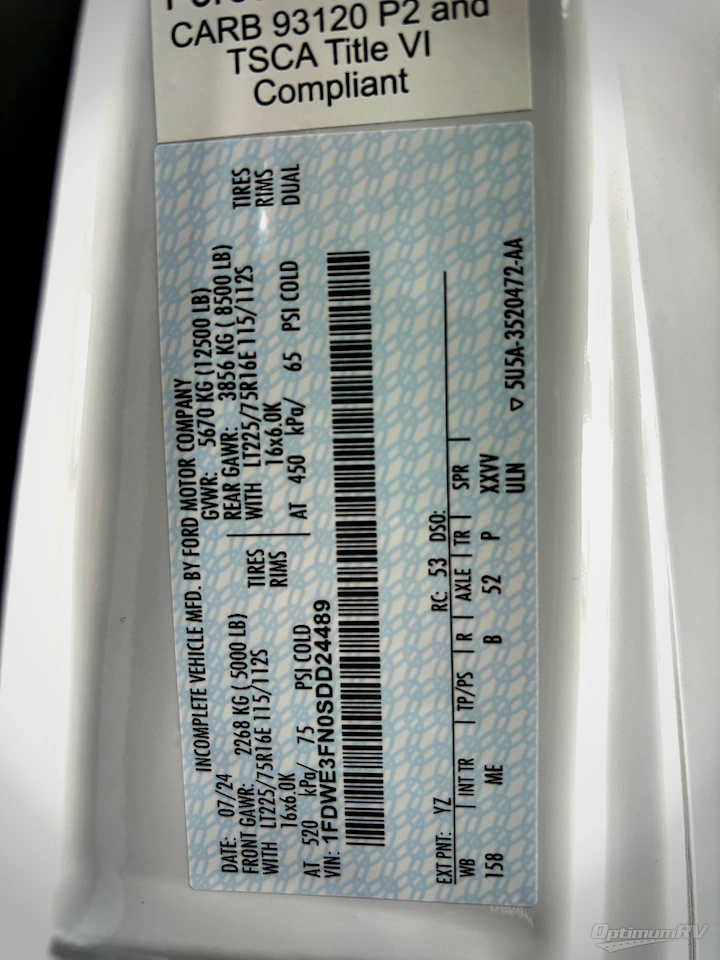 CARB 93120 P2 and
TSCA Title VI
Compliant
INCOMPLETE VEHICLE MFD. BY FORD MOTOR COMPANY
DATE: 07/24 GVWR: 5670 KG (12500 LB)
FRONT GAWR: 2268 KG ( 5000 LB) REAR GAWR: 3856 KG ( 8500 LB)
WITH LT225/75R16E 115/112S TIRES WITH LT225/75R16E 115/112S TIRES
16x6.0K RIMS 16x6.0K RIMS
AT 520 kPa/ 75 PSI COLD AT 450 kPa/ 65 PSI COLD DUAL
VIN: 1FDWE3FN0SDD24489
EXT PNT: YZ RC: 53 DSO:
WB INT TR TP/PS R AXLE TR SPR
158 ME B 52 P XXVV
ULN
▽ 5U5A-3520472-AA
OptimumRV